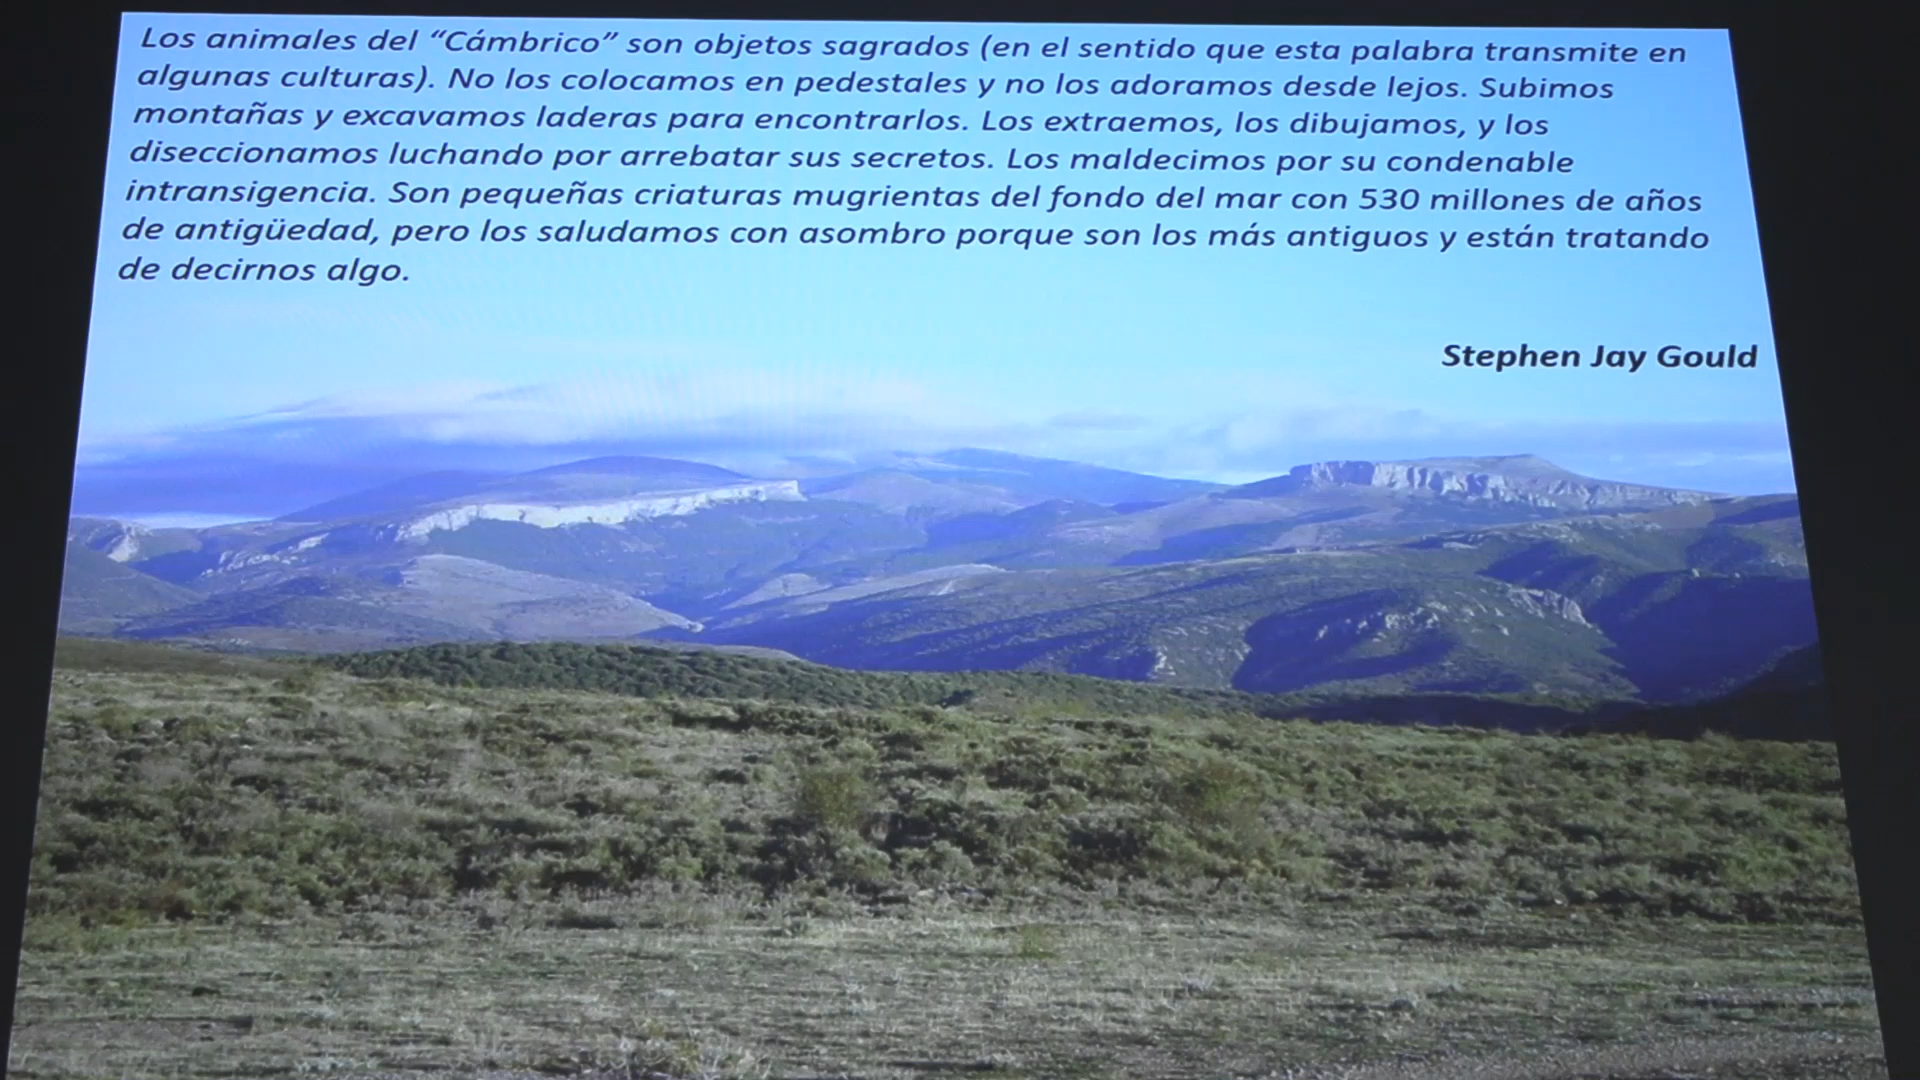 Los animales del “Cámbrico” son objetos sagrados (en el sentido que esta palabra transmite en
algunas culturas). No los colocamos en pedestales y no los adoramos desde lejos. Subimos
montañas y excavamos laderas para encontrarlos. Los extraemos, los dibujamos, y los
diseccionamos luchando por arrebatar sus secretos. Los maldecimos por su condenable
intransigencia. Son pequeñas criaturas mugrientas del fondo del mar con 530 millones de años
de antigüedad, pero los saludamos con asombro porque son los más antiguos y están tratando
de decirnos algo.
Stephen Jay Gould